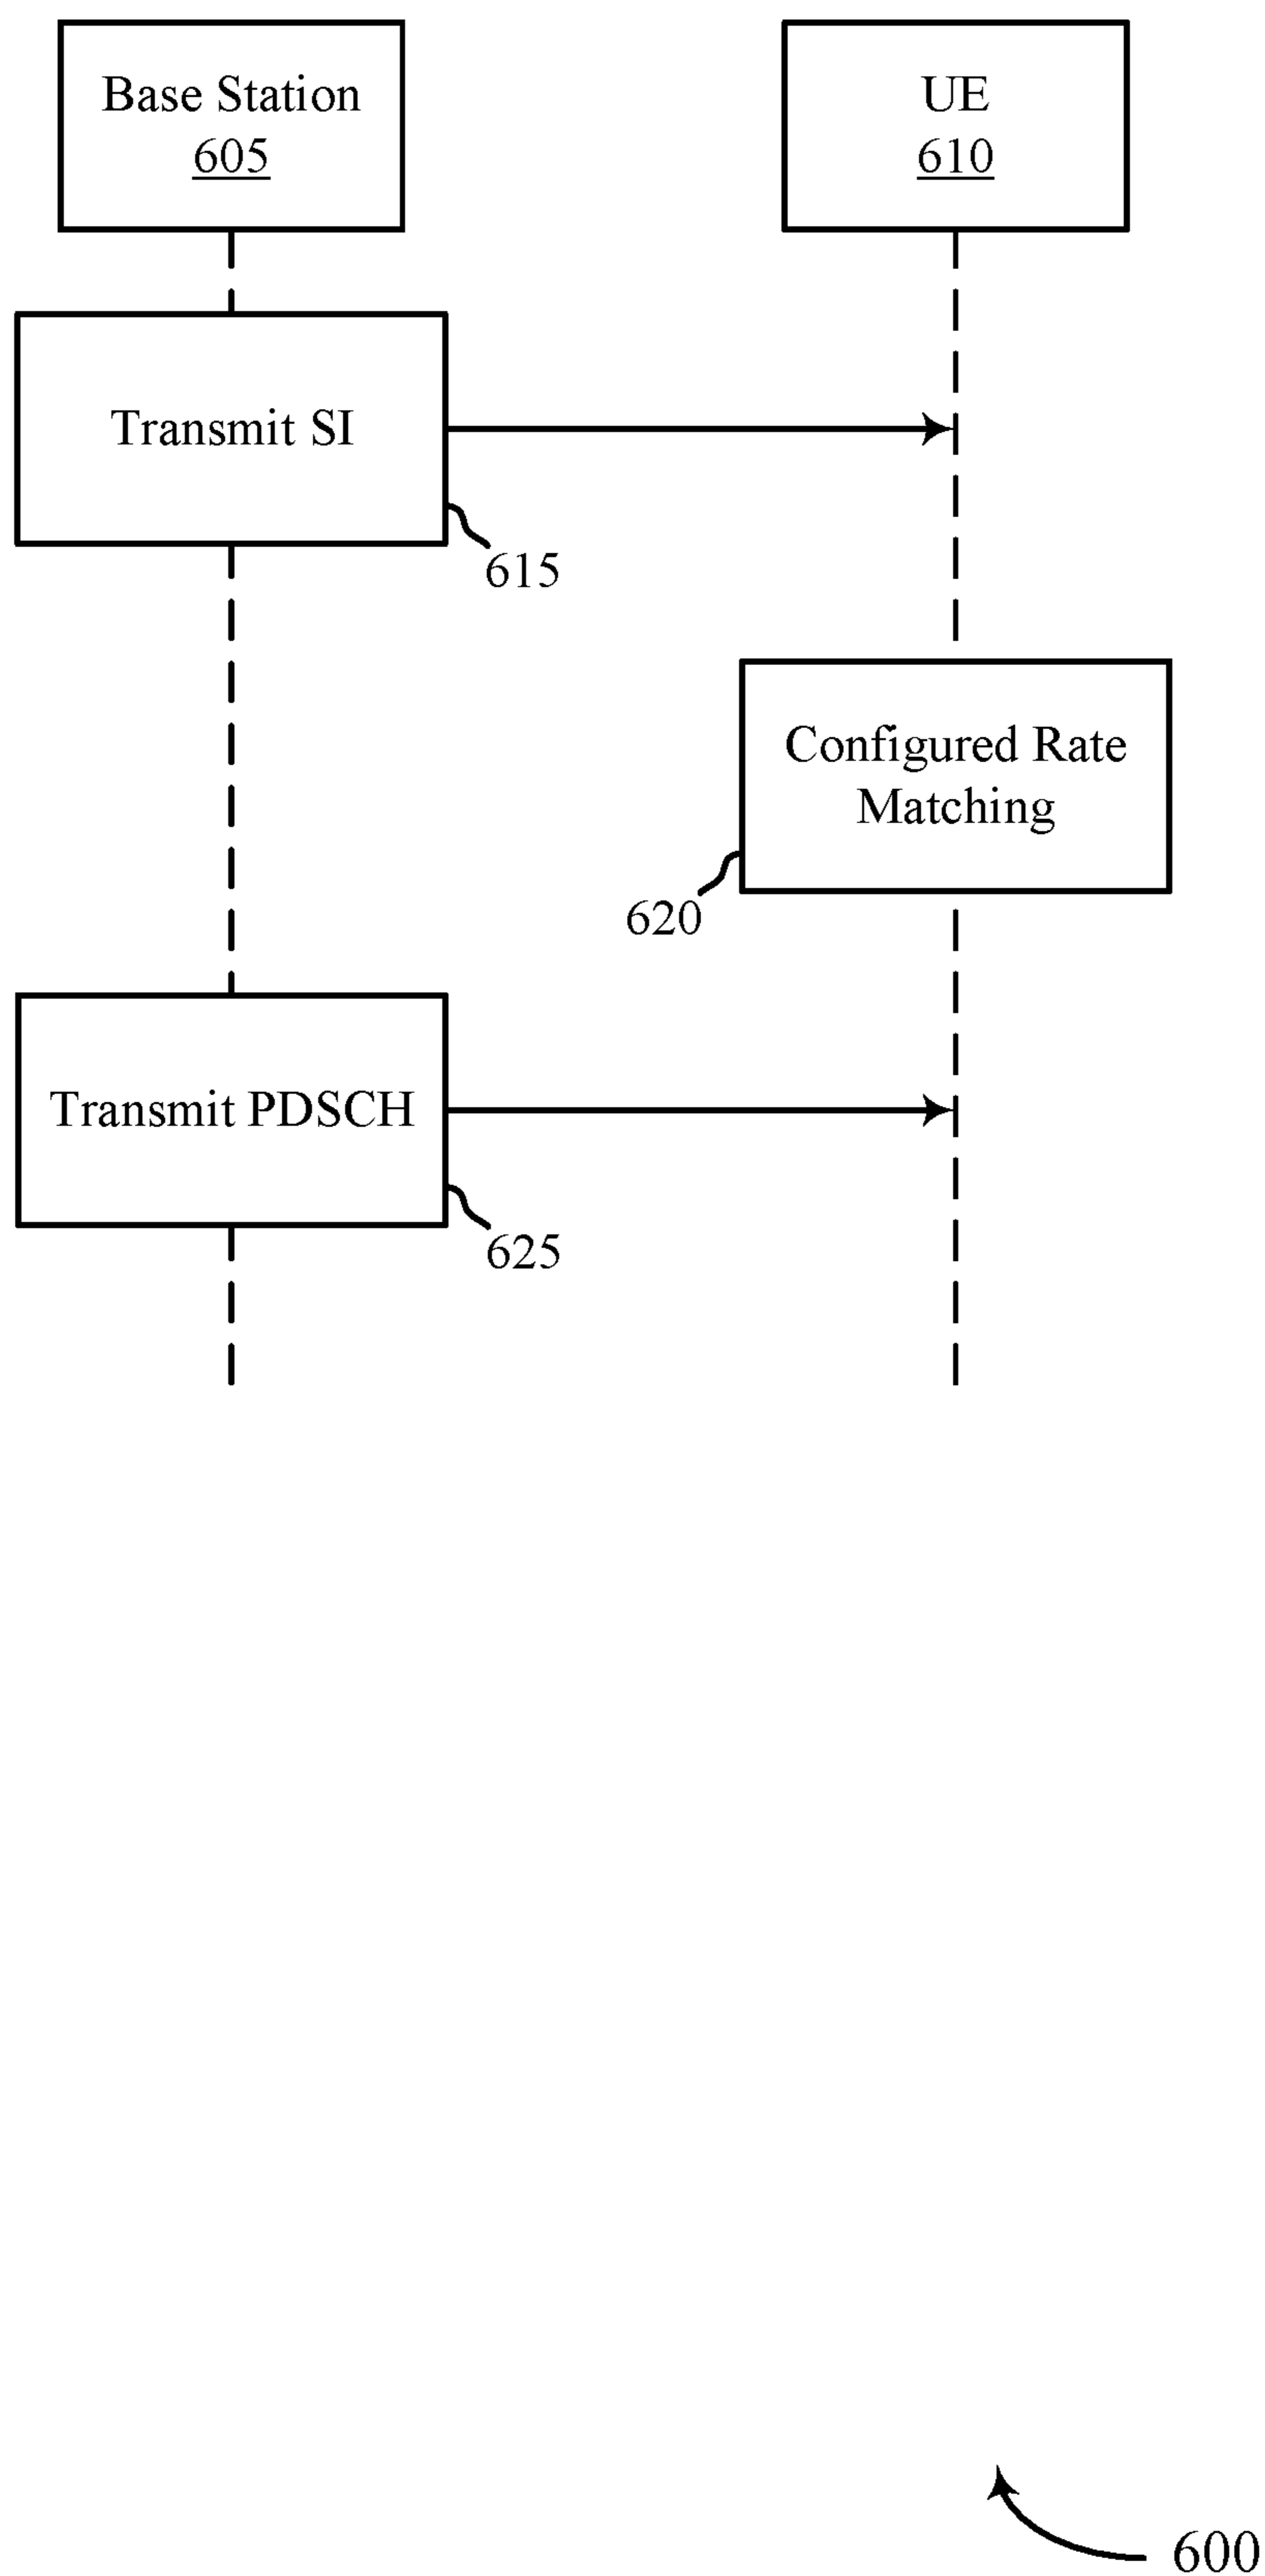 Base Station
605
UE
610
Transmit SI
615
Configured Rate
Matching
620
Transmit PDSCH
625
600